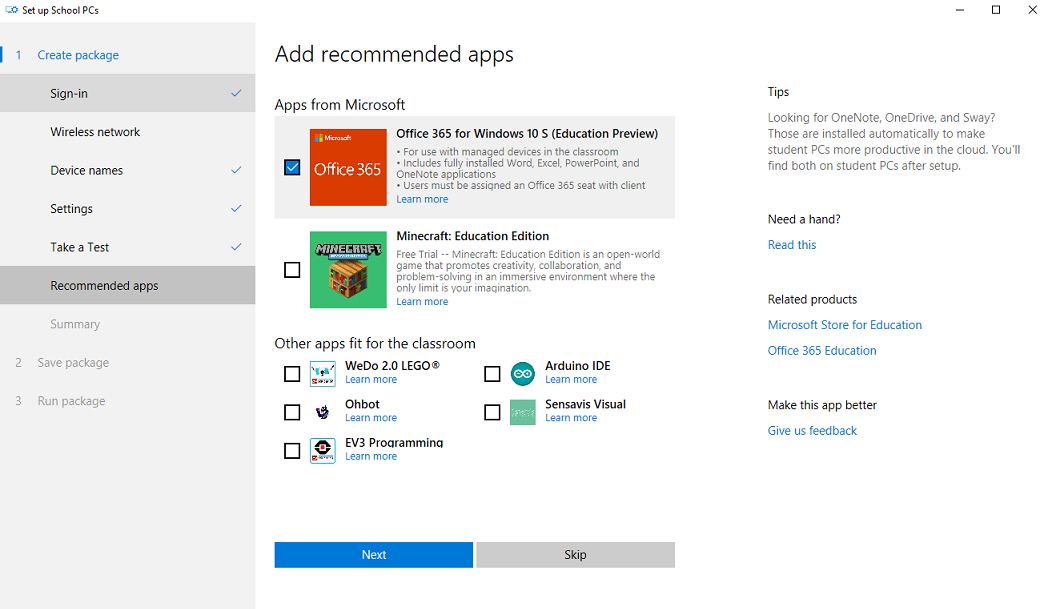 Set up School PCs
1 Create package
Sign-in
Wireless network
Device names
Settings
Take a Test
Recommended apps
Summary
2 Save package
3 Run package
Add recommended apps
Apps from Microsoft
Microsoft
Office 365
Office 365 for Windows 10 S (Education Preview)
• For use with managed devices in the classroom
• Includes fully installed Word, Excel, PowerPoint, and
OneNote applications
• Users must be assigned an Office 365 seat with client
Learn more
MINECRAFT
Minecraft: Education Edition
Free Trial -- Minecraft: Education Edition is an open-world
game that promotes creativity, collaboration, and
problem-solving in an immersive environment where the
only limit is your imagination.
Learn more
Other apps fit for the classroom
WeDo 2.0 LEGO®
Learn more
Arduino IDE
Learn more
Ohbot
Learn more
Sensavis Visual
Learn more
EV3 Programming
Learn more
Next
Skip
Tips
Looking for OneNote, OneDrive, and Sway?
Those are installed automatically to make
student PCs more productive in the cloud. You'll
find both on student PCs after setup.
Need a hand?
Read this
Related products
Microsoft Store for Education
Office 365 Education
Make this app better
Give us feedback